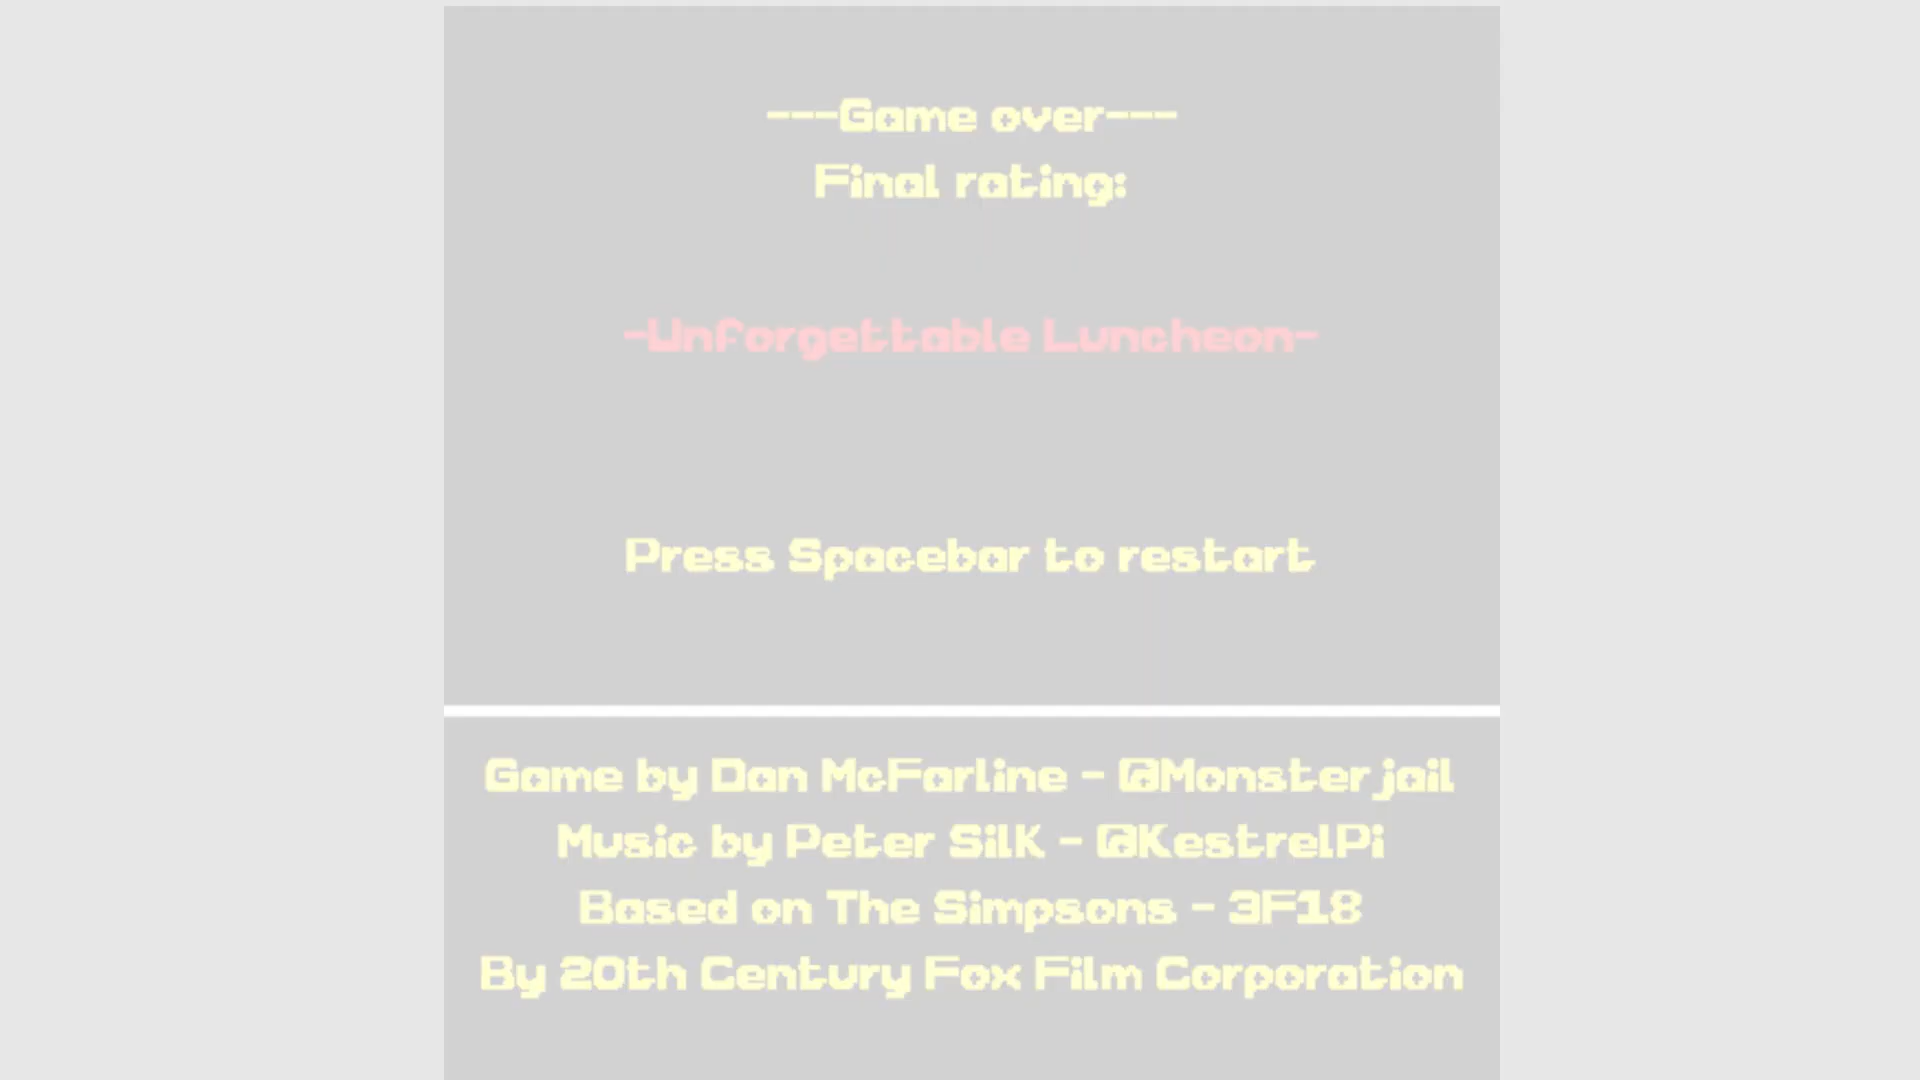 ---Game over---
Final rating:
-Unforgettable Luncheon-
Press Spacebar to restart
Game by Dan McFarline - @Monsterjail
Music by Peter Silk - @KestrelPi
Based on The Simpsons - 3F18
By 20th Century Fox Film Corporation